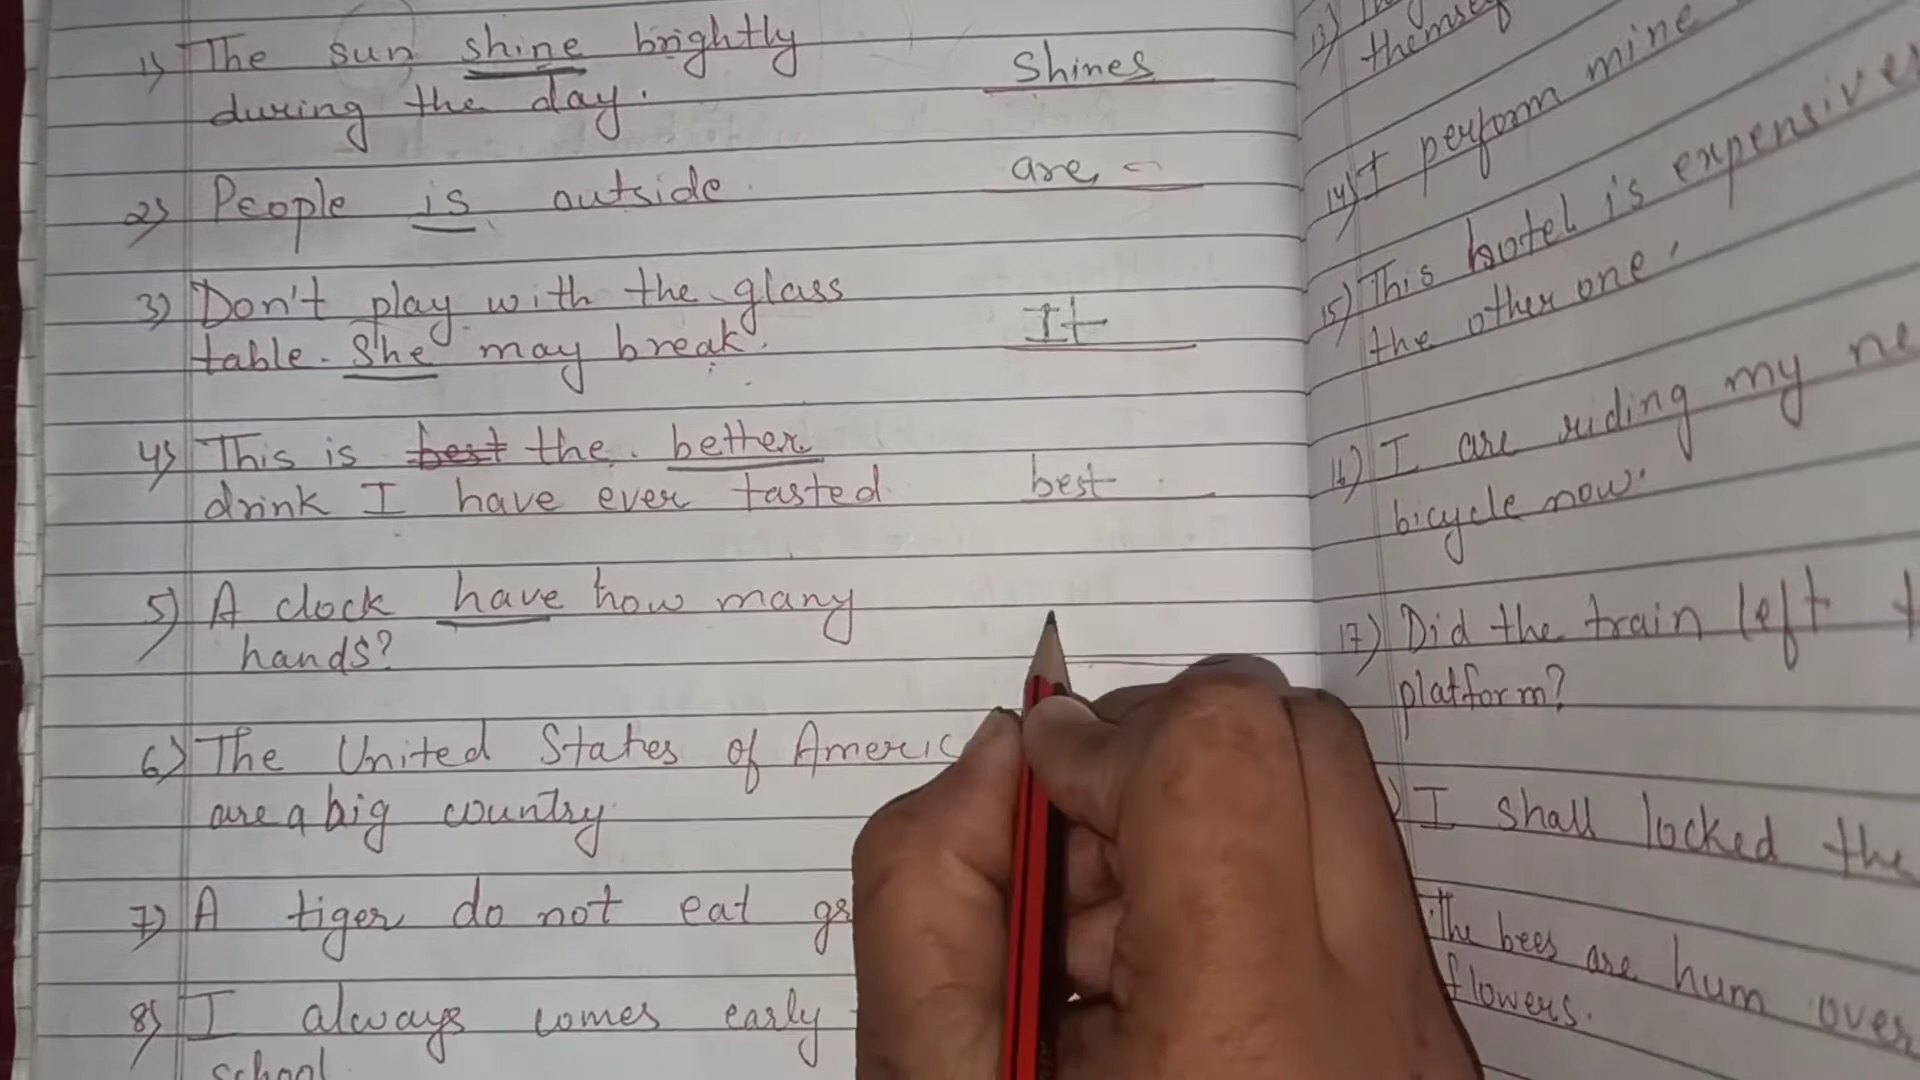 1) The sun shine brightly
during the day.
Shines
2) People is outside
are
3) Don't play with the glass
table. She may break.
It
4) This is best the better
drink I have ever tasted
best
5) A clock have how many
hands?
6) The United States of Americ
are a big country
7) A tiger do not eat
8) I always comes early
school
13)
themself
14) I perform mine
15) This hotel is expensive
the other one.
16) I are riding my
bicycle now.
17) Did the train left
platform?
I shall locked the
The bees are hum over
flowers.